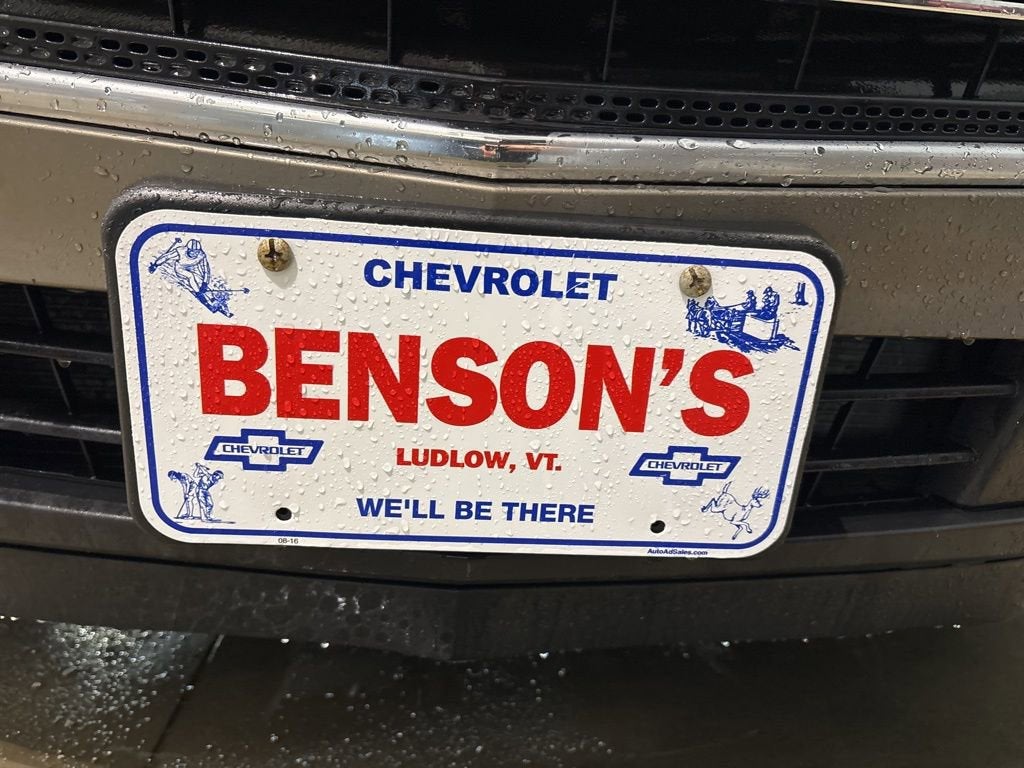 CHEVROLET
BENSON'S
CHEVROLET
LUDLOW, VT.
CHEVROLET
WE'LL BE THERE
08-16
AutoAdSales.com